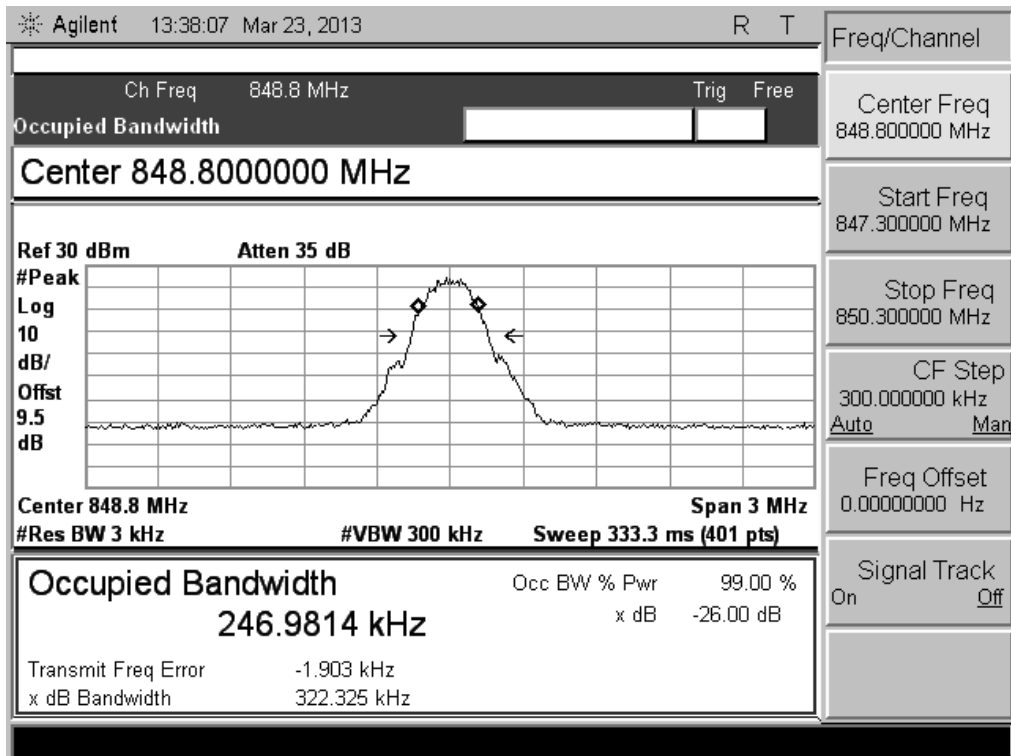 Agilent 13:38:07 Mar 23, 2013 R T
Ch Freq 848.8 MHz Trig Free
Occupied Bandwidth
Center 848.8000000 MHz
Ref 30 dBm Atten 35 dB
#Peak
Log
10
dB/
Offst
9.5
dB
Center 848.8 MHz Span 3 MHz
#Res BW 3 kHz #VBW 300 kHz Sweep 333.3 ms (401 pts)
Occupied Bandwidth
246.9814 kHz
Occ BW % Pwr 99.00 %
x dB -26.00 dB
Transmit Freq Error -1.903 kHz
x dB Bandwidth 322.325 kHz
Freq/Channel
Center Freq
848.800000 MHz
Start Freq
847.300000 MHz
Stop Freq
850.300000 MHz
CF Step
300.000000 kHz
Auto Man
Freq Offset
0.00000000 Hz
Signal Track
On Off